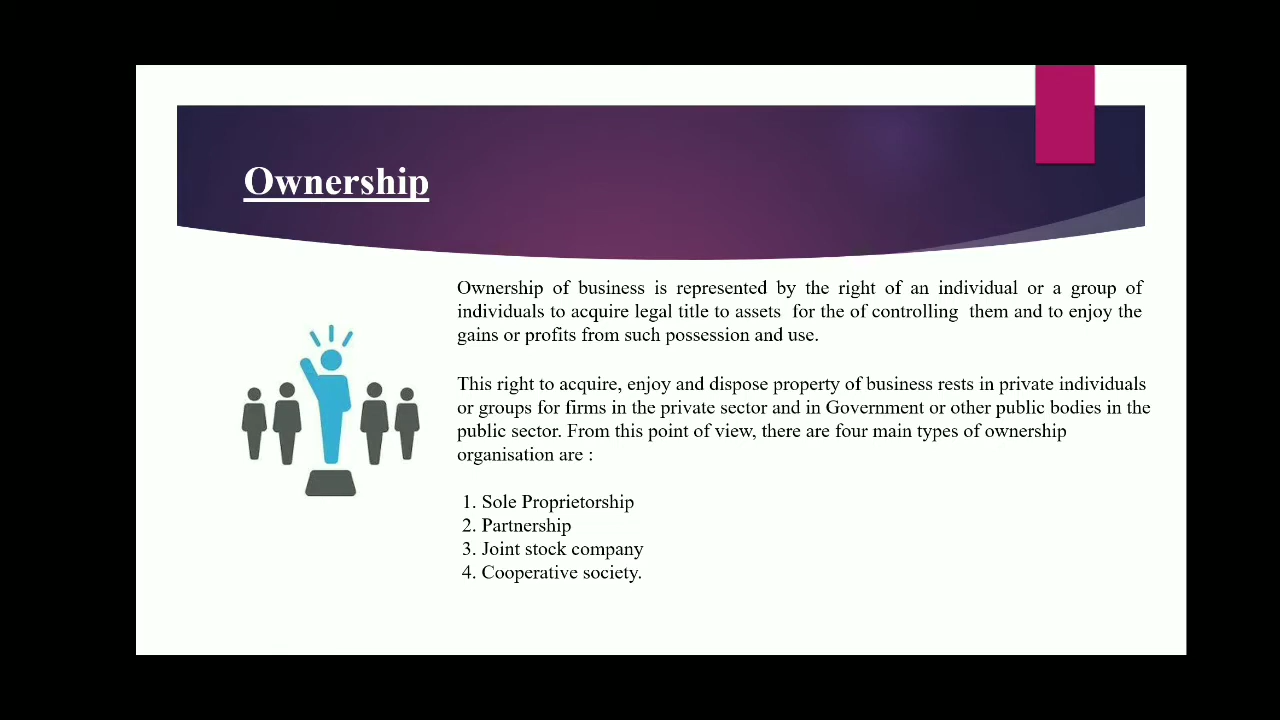 Ownership
Ownership of business is represented by the right of an individual or a group of
individuals to acquire legal title to assets for the of controlling them and to enjoy the
gains or profits from such possession and use.
This right to acquire, enjoy and dispose property of business rests in private individuals
or groups for firms in the private sector and in Government or other public bodies in the
public sector. From this point of view, there are four main types of ownership
organisation are :
1. Sole Proprietorship
2. Partnership
3. Joint stock company
4. Cooperative society.